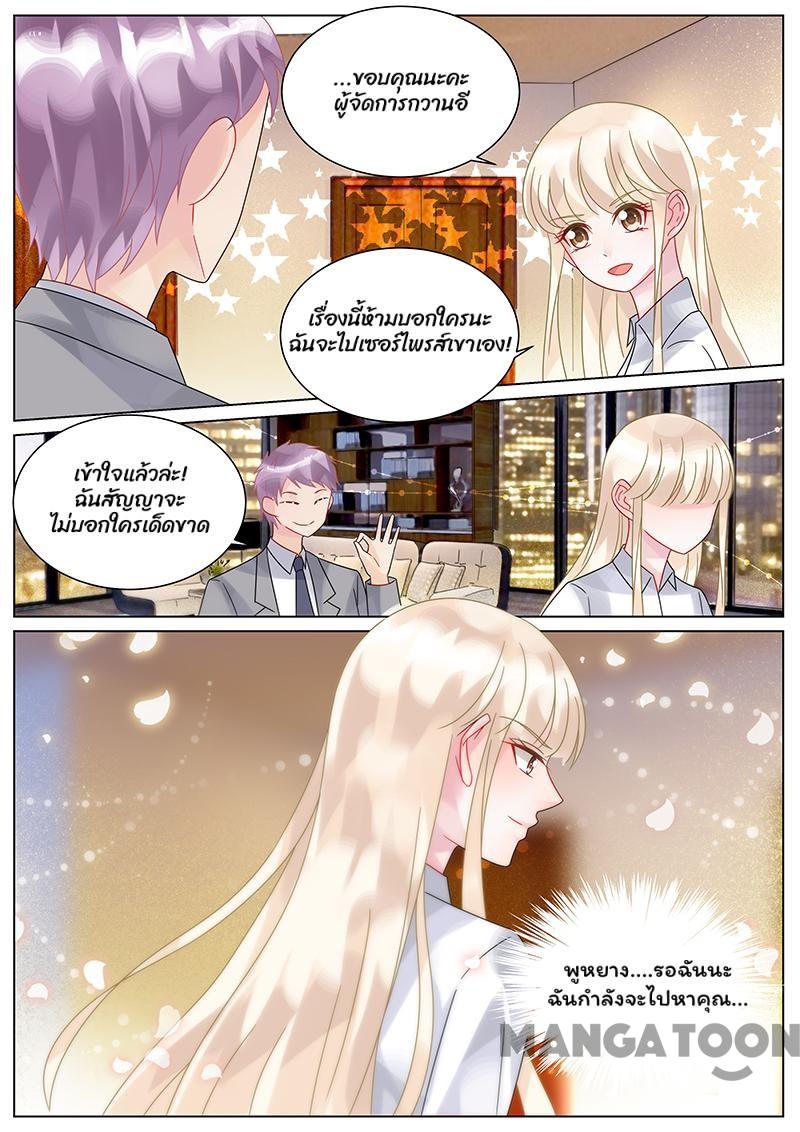 ...ขอบคุณนะคะ
ผู้จัดการกวานอี
เรื่องนี้ห้ามบอกใครนะ
ฉันจะไปเซอร์ไพรส์เขาเอง!
เข้าใจแล้วล่ะ!
ฉันสัญญาจะ
ไม่บอกใครเด็ดขาด
พูหยาง....รอฉันนะ
ฉันกำลังจะไปหาคุณ...
MANGATOON